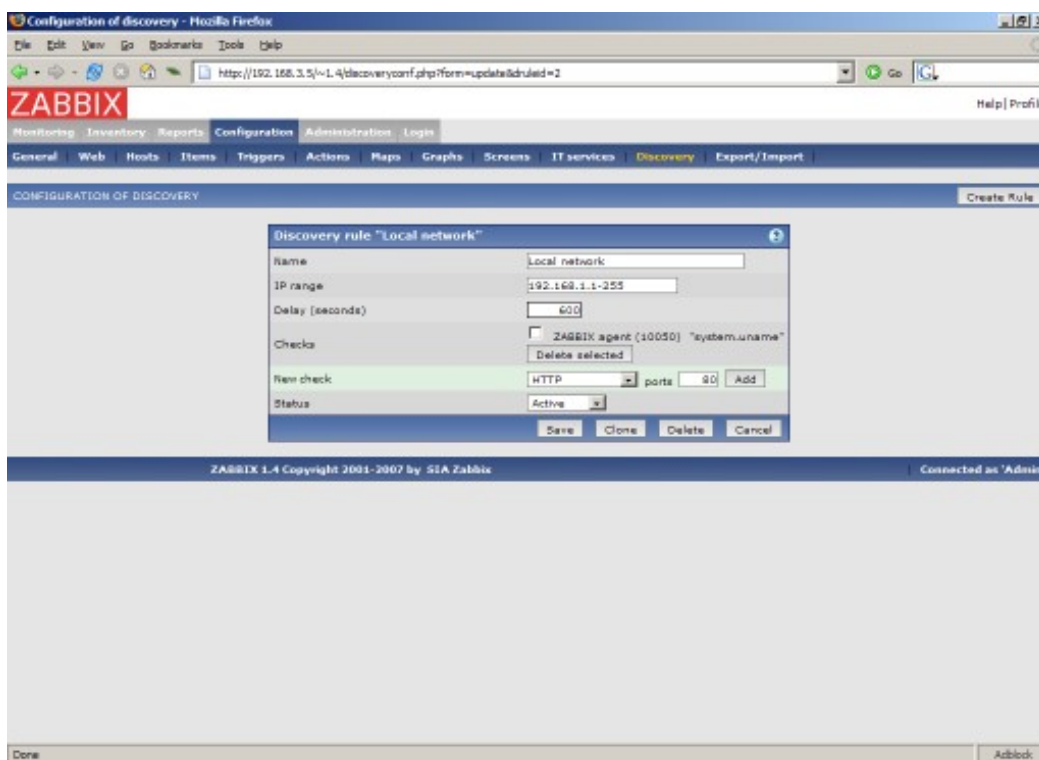 Configuration of discovery - Mozilla Firefox
File Edit View Go Bookmarks Tools Help
http://192.168.3.5/~1.4/discoveryconf.php?form=update&druleid=2 Go
ZABBIX
Help| Profil
Monitoring Inventory Reports Configuration Administration Login
General Web Hosts Items Triggers Actions Maps Graphs Screens IT services Discovery Export/Import
CONFIGURATION OF DISCOVERY Create Rule
Discovery rule "Local network"
Name Local network
IP range 192.168.1.1-255
Delay (seconds) 600
Checks ZABBIX agent (10050) "system.uname"
Delete selected
New check HTTP ports 80 Add
Status Active
Save Clone Delete Cancel
ZABBIX 1.4 Copyright 2001-2007 by SIA Zabbix Connected as 'Admin
Done Adblock